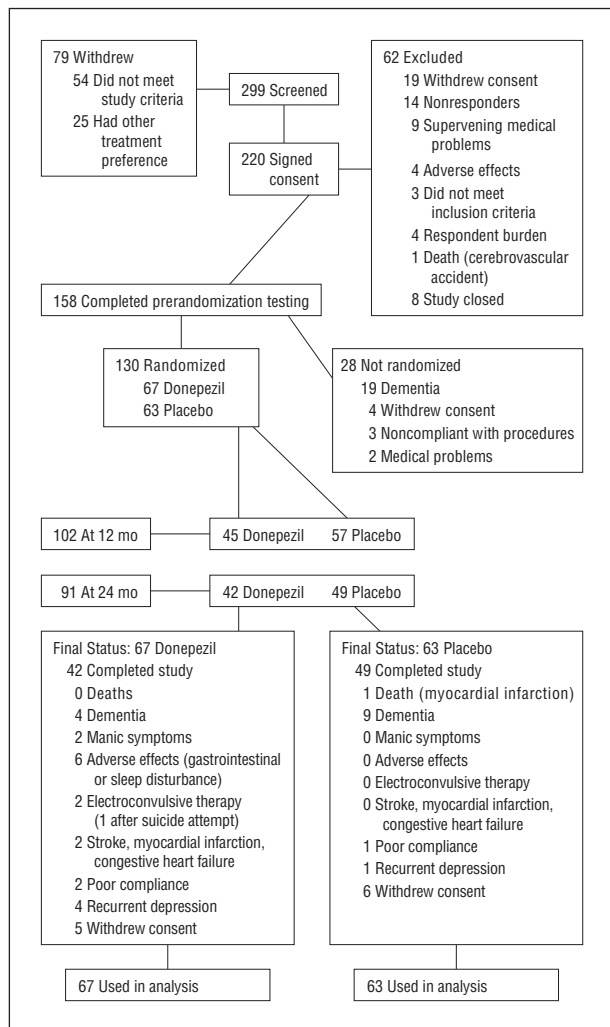 79 Withdrew
54 Did not meet
study criteria
25 Had other
treatment
preference
299 Screened
220 Signed
consent
62 Excluded
19 Withdrew consent
14 Nonresponders
9 Supervening medical
problems
4 Adverse effects
3 Did not meet
inclusion criteria
4 Respondent burden
1 Death (cerebrovascular
accident)
8 Study closed
158 Completed prerandomization testing
130 Randomized
67 Donepezil
63 Placebo
28 Not randomized
19 Dementia
4 Withdrew consent
3 Noncompliant with procedures
2 Medical problems
102 At 12 mo
45 Donepezil 57 Placebo
91 At 24 mo
42 Donepezil 49 Placebo
Final Status: 67 Donepezil
42 Completed study
0 Deaths
4 Dementia
2 Manic symptoms
6 Adverse effects (gastrointestinal
or sleep disturbance)
2 Electroconvulsive therapy
(1 after suicide attempt)
2 Stroke, myocardial infarction,
congestive heart failure
2 Poor compliance
4 Recurrent depression
5 Withdrew consent
Final Status: 63 Placebo
49 Completed study
1 Death (myocardial infarction)
9 Dementia
0 Manic symptoms
0 Adverse effects
0 Electroconvulsive therapy
0 Stroke, myocardial infarction,
congestive heart failure
1 Poor compliance
1 Recurrent depression
6 Withdrew consent
67 Used in analysis
63 Used in analysis